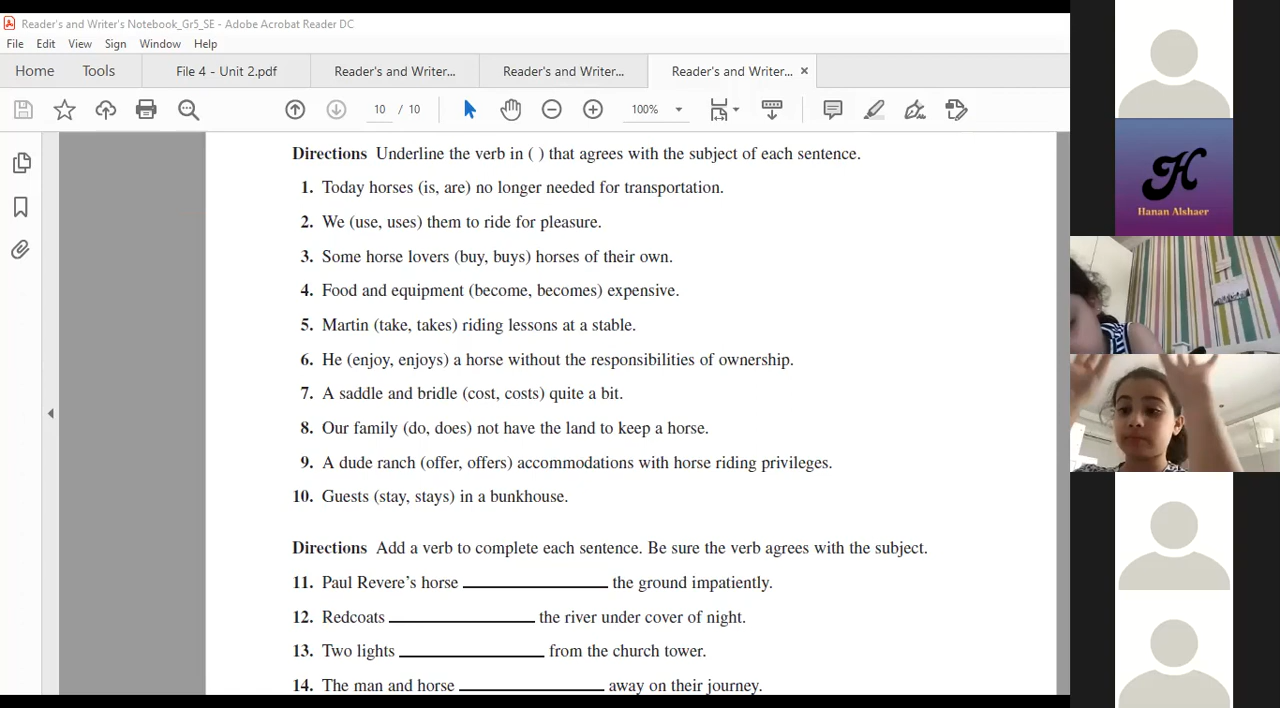 Reader's and Writer's Notebook_Gr5_SE - Adobe Acrobat Reader DC
File Edit View Sign Window Help
Home Tools File 4 - Unit 2.pdf Reader's and Writer... Reader's and Writer... Reader's and Writer... ×
10 / 10 100%
Directions Underline the verb in ( ) that agrees with the subject of each sentence.
1. Today horses (is, are) no longer needed for transportation.
2. We (use, uses) them to ride for pleasure.
3. Some horse lovers (buy, buys) horses of their own.
4. Food and equipment (become, becomes) expensive.
5. Martin (take, takes) riding lessons at a stable.
6. He (enjoy, enjoys) a horse without the responsibilities of ownership.
7. A saddle and bridle (cost, costs) quite a bit.
8. Our family (do, does) not have the land to keep a horse.
9. A dude ranch (offer, offers) accommodations with horse riding privileges.
10. Guests (stay, stays) in a bunkhouse.
Directions Add a verb to complete each sentence. Be sure the verb agrees with the subject.
11. Paul Revere’s horse ________________ the ground impatiently.
12. Redcoats ________________ the river under cover of night.
13. Two lights ________________ from the church tower.
14. The man and horse ________________ away on their journey.
H
Hanan Alshaer